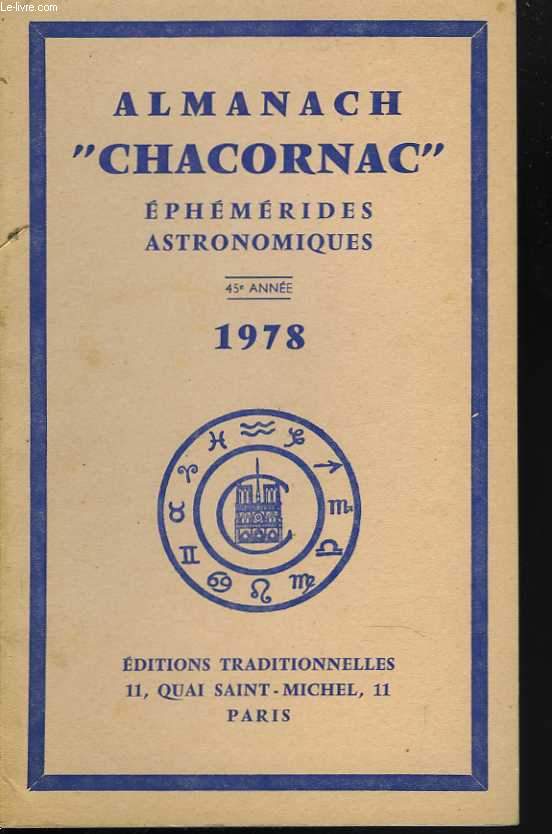 Le-livre.com
ALMANACH
"CHACORNAC"
ÉPHÉMÉRIDES
ASTRONOMIQUES
45e ANNÉE
1978
♓ ♒ ♑ ♐ ♏ ♎ ♍ ♌ ♋ ♊ ♉ ♈
ÉDITIONS TRADITIONNELLES
11, QUAI SAINT-MICHEL, 11
PARIS